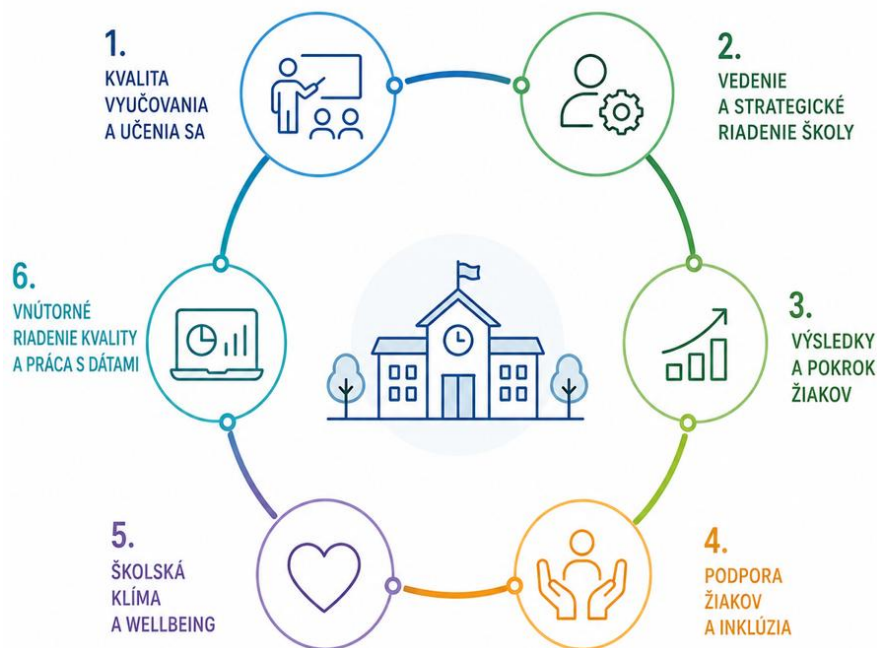 1.
KVALITA
VYUČOVANIA
A UČENIA SA
2.
VEDENIE
A STRATEGICKÉ
RIADENIE ŠKOLY
3.
VÝSLEDKY
A POKROK
ŽIAKOV
4.
PODPORA
ŽIAKOV
A INKLÚZIA
5.
ŠKOLSKÁ
KLÍMA
A WELLBEING
6.
VNÚTORNÉ
RIADENIE KVALITY
A PRÁCA S DÁTAMI